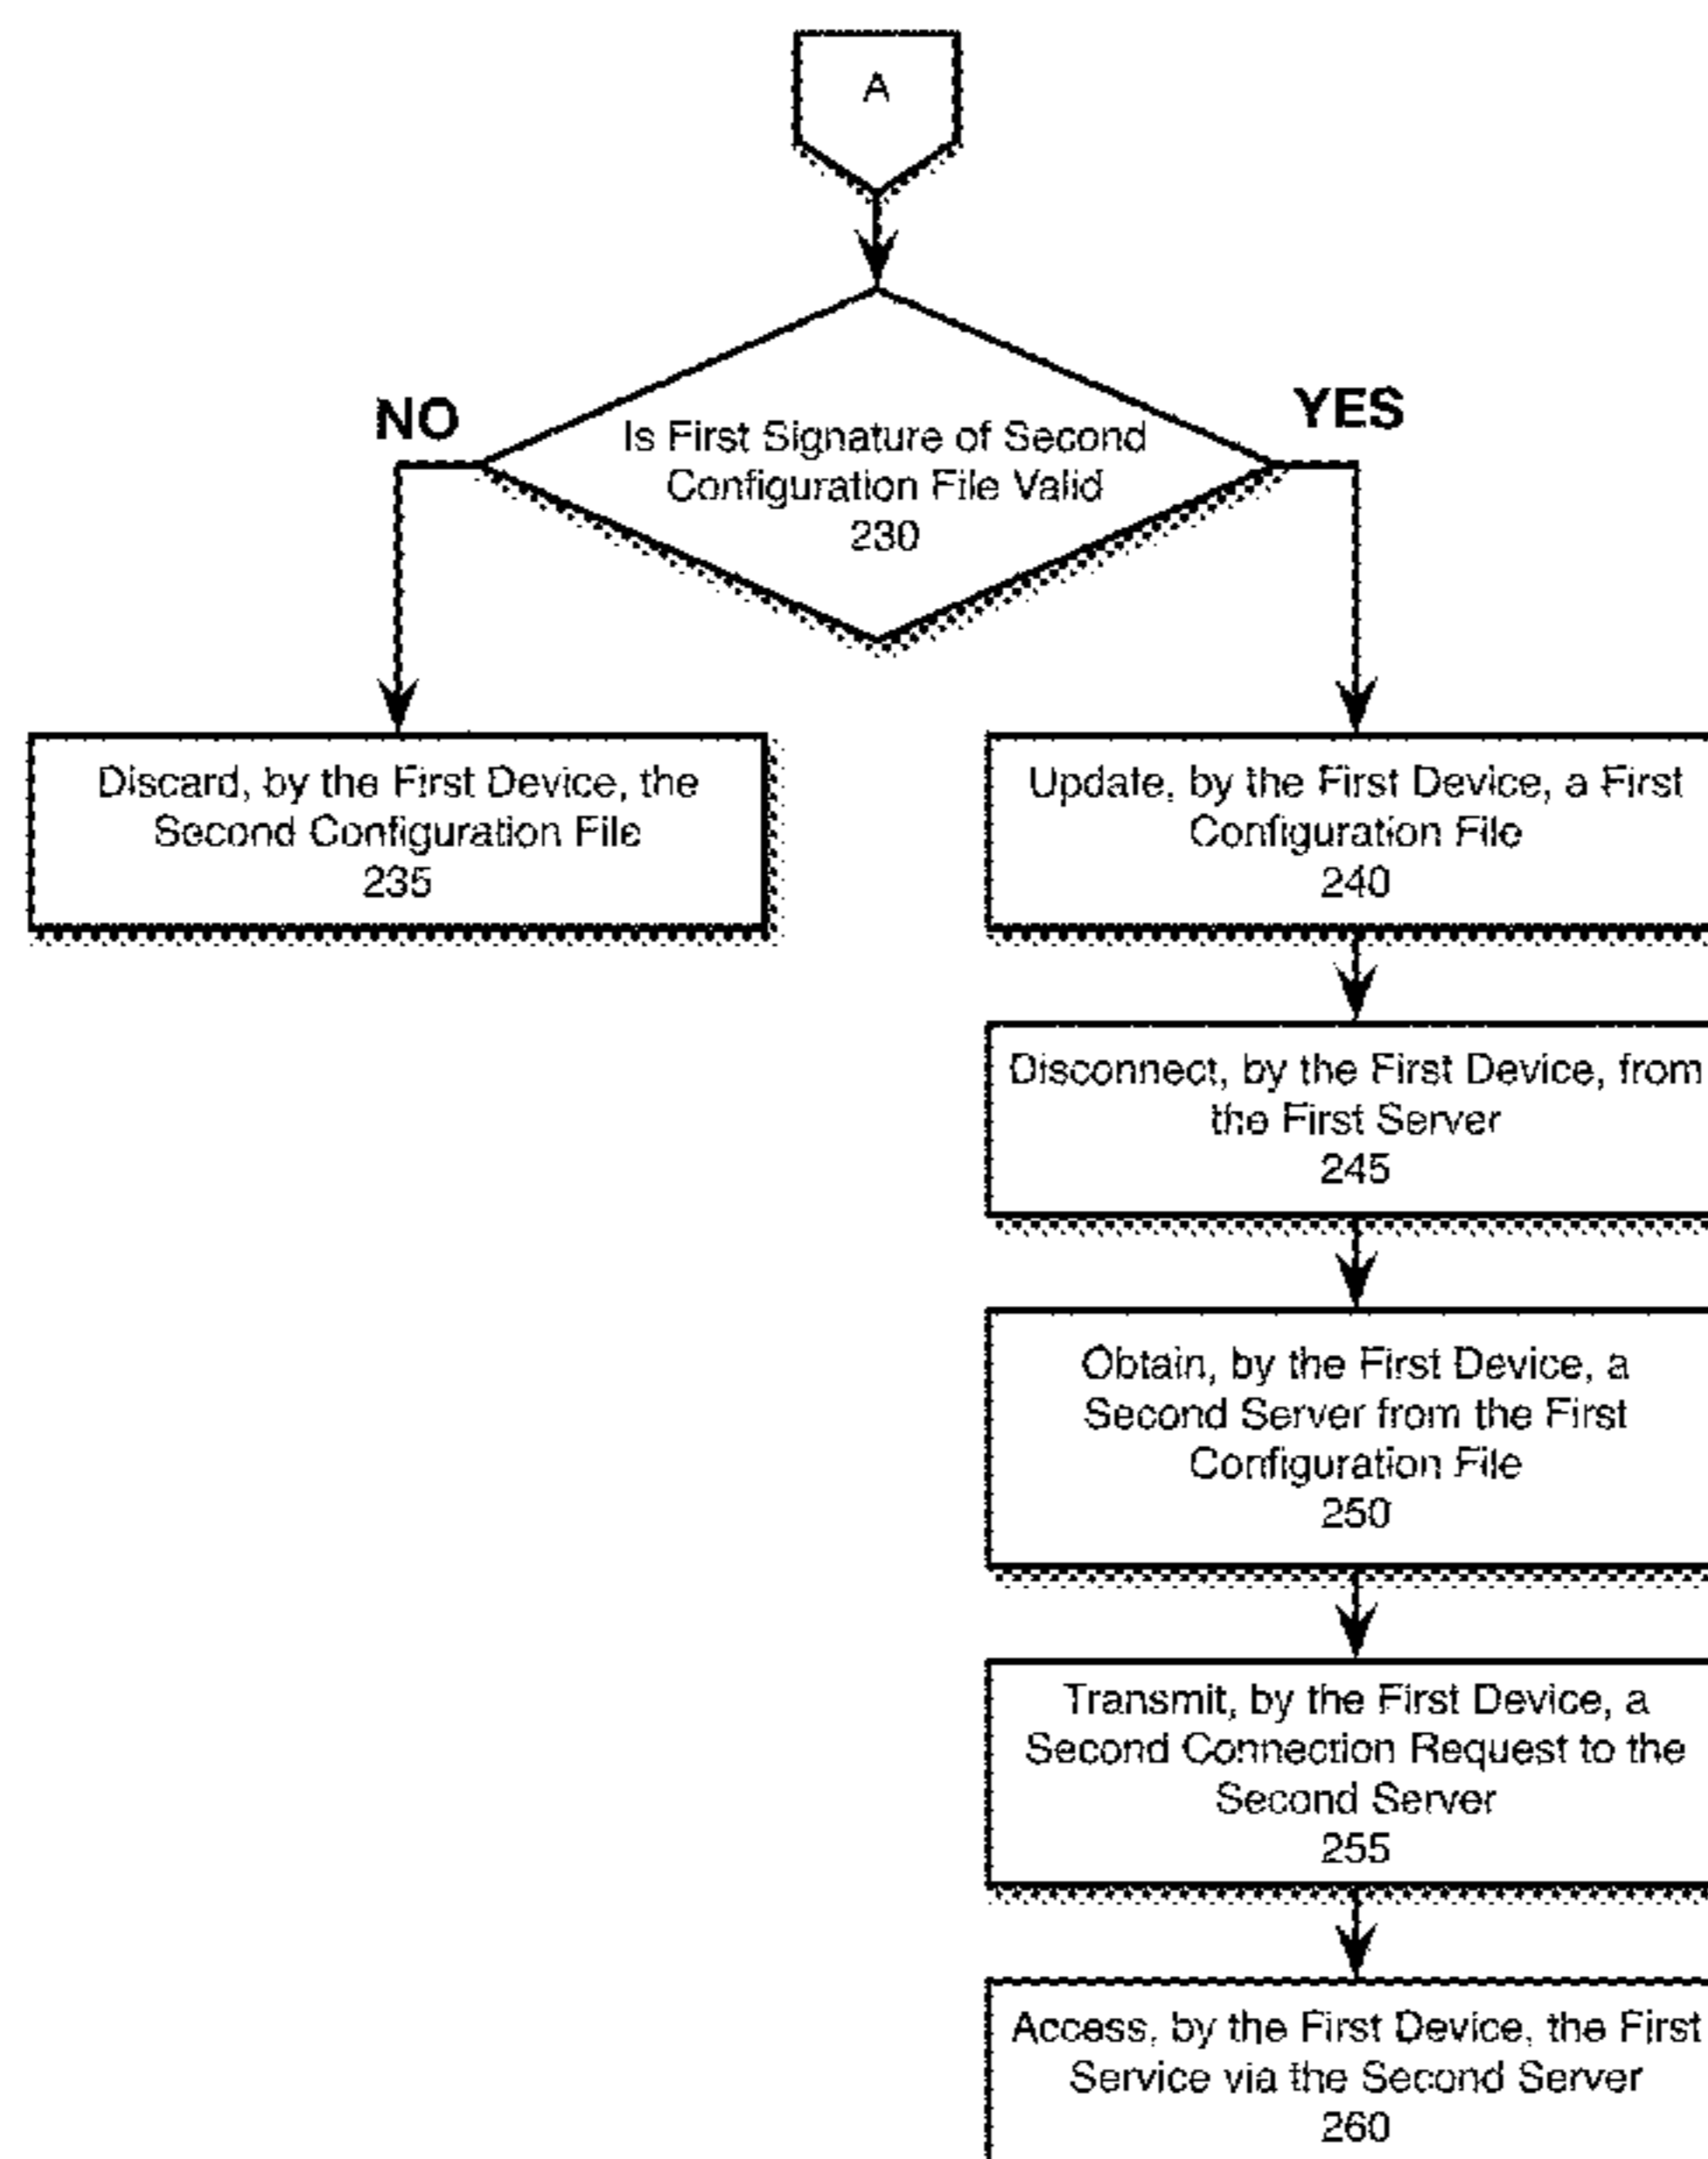 A
NO
YES
Is First Signature of Second
Configuration File Valid
230
Discard, by the First Device, the
Second Configuration File
235
Update, by the First Device, a First
Configuration File
240
Disconnect, by the First Device, from
the First Server
245
Obtain, by the First Device, a
Second Server from the First
Configuration File
250
Transmit, by the First Device, a
Second Connection Request to the
Second Server
255
Access, by the First Device, the First
Service via the Second Server
260